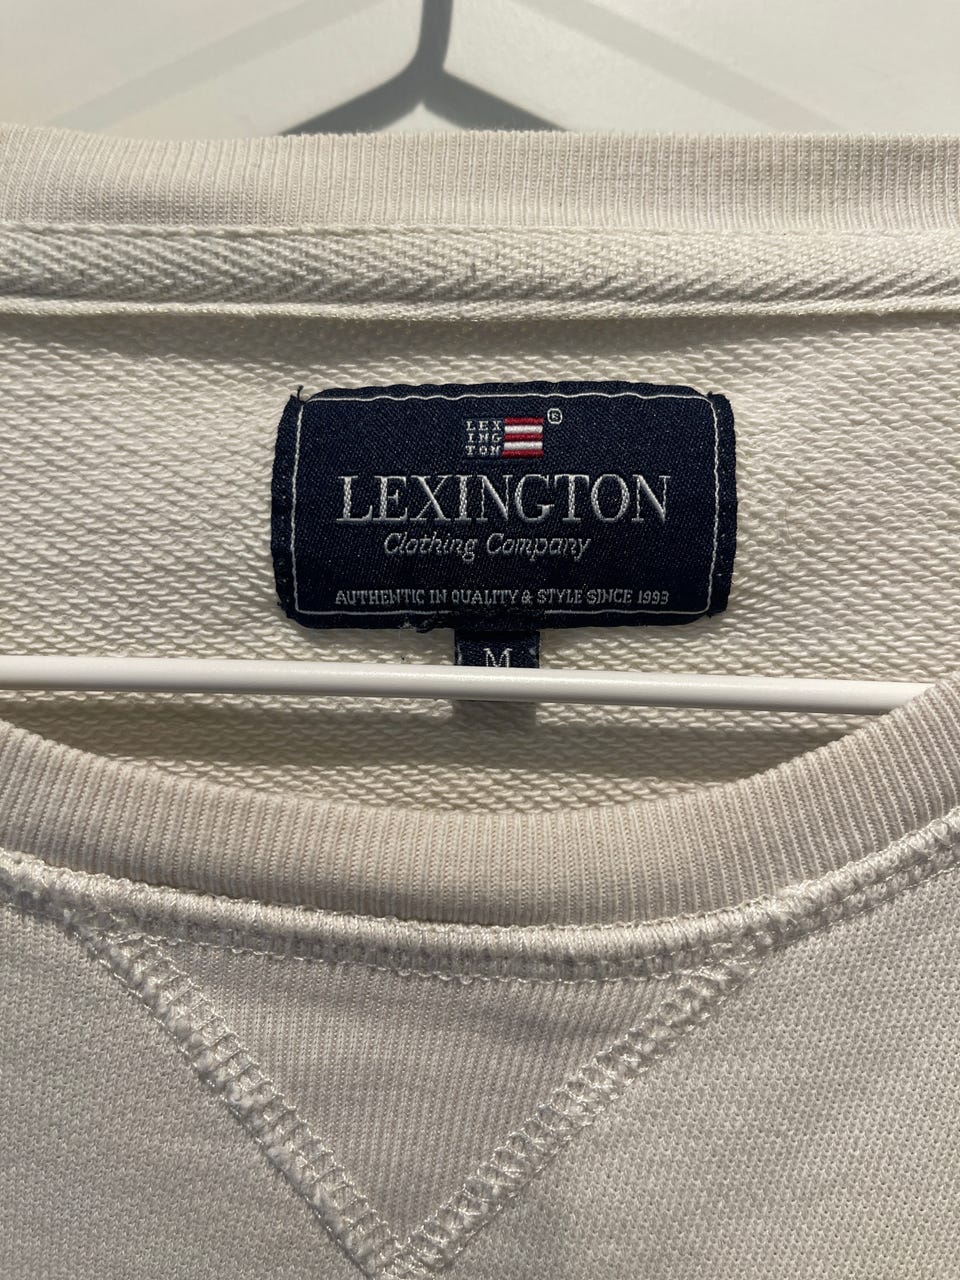 LEX
ING
TON
®
LEXINGTON
Clothing Company
AUTHENTIC IN QUALITY & STYLE SINCE 1993
M